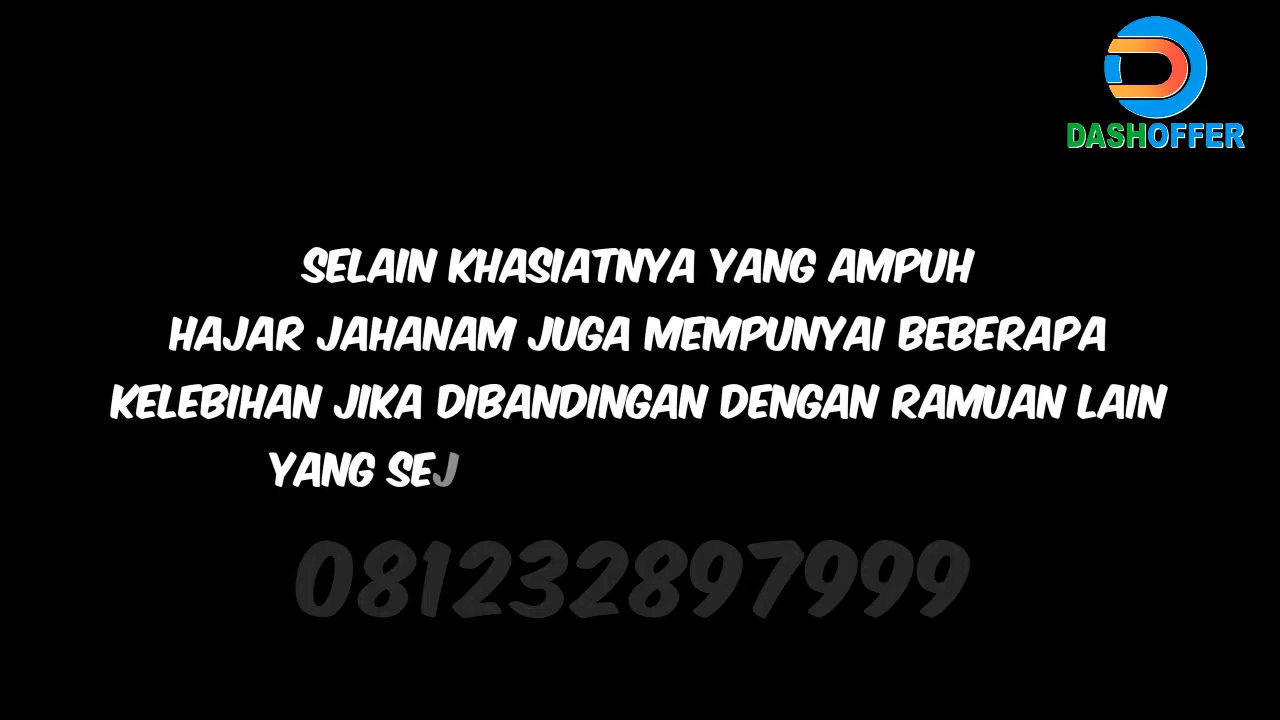 DASHOFFER
SELAIN KHASIATNYA YANG AMPUH
HAJAR JAHANAM JUGA MEMPUNYAI BEBERAPA
KELEBIHAN JIKA DIBANDINGAN DENGAN RAMUAN LAIN
YANG SEJ
081232897999